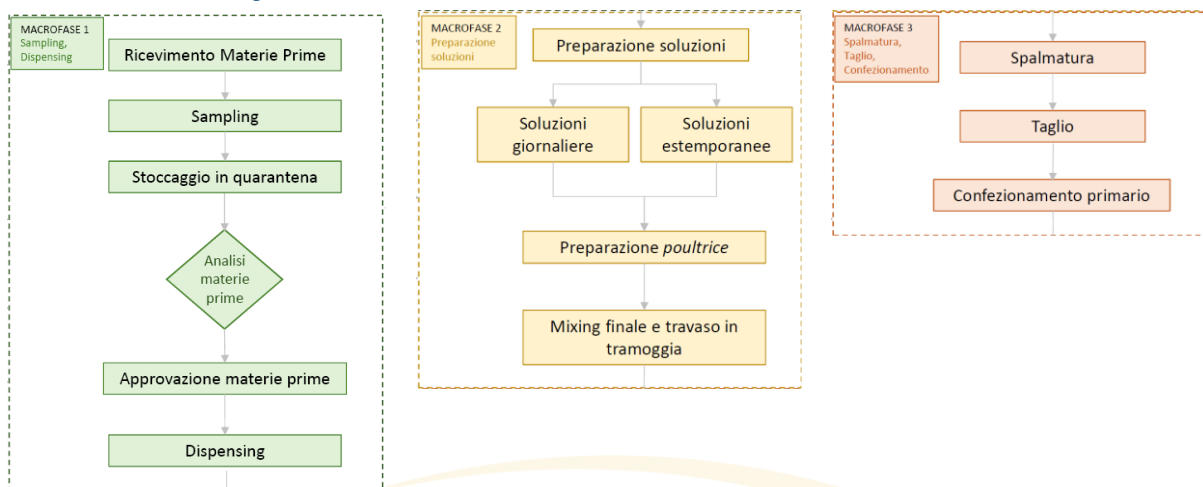 MACROFASE 1
Sampling,
Dispensing
Ricevimento Materie Prime
Sampling
Stoccaggio in quarantena
Analisi
materie
prime
Approvazione materie prime
Dispensing
MACROFASE 2
Preparazione
soluzioni
Preparazione soluzioni
Soluzioni
giornaliere
Soluzioni
estemporanee
Preparazione poultrice
Mixing finale e travaso in
tramoggia
MACROFASE 3
Spalmatura,
Taglio,
Confezionamento
Spalmatura
Taglio
Confezionamento primario